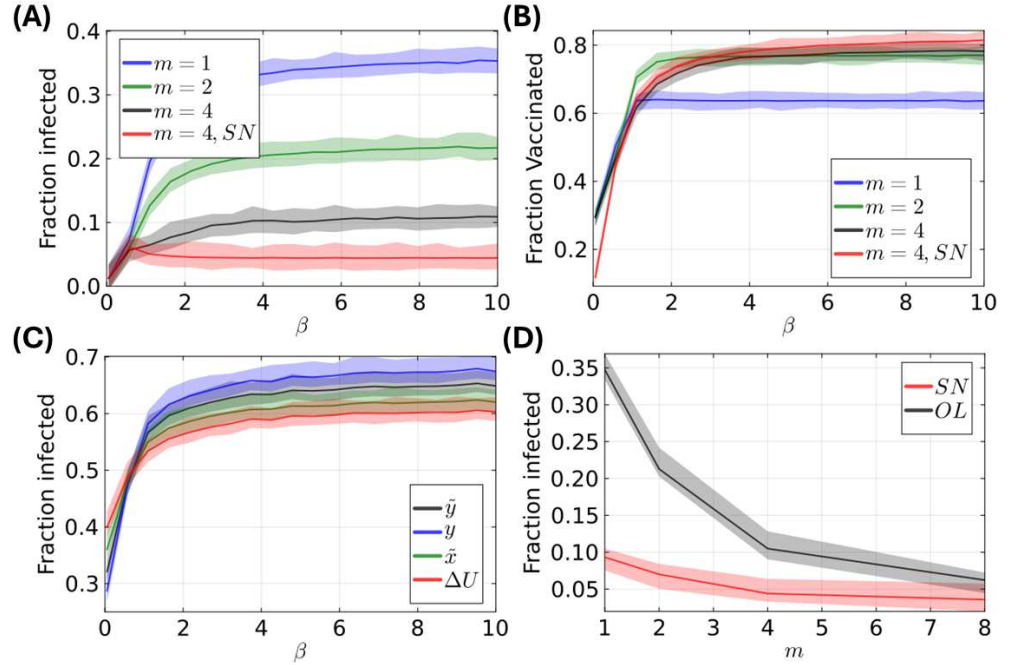 (A)
Fraction infected
0.4
0.3
0.2
0.1
0.0
m = 1
m = 2
m = 4
m = 4, SN
0 2 4 6 8 10
β
(B)
Fraction Vaccinated
0.8
0.6
0.4
0.2
m = 1
m = 2
m = 4
m = 4, SN
0 2 4 6 8 10
β
(C)
Fraction infected
0.7
0.6
0.5
0.4
0.3
ỹ
y
x̃
ΔU
0 2 4 6 8 10
β
(D)
Fraction infected
0.35
0.30
0.25
0.20
0.15
0.10
0.05
SN
OL
1 2 3 4 5 6 7 8
m